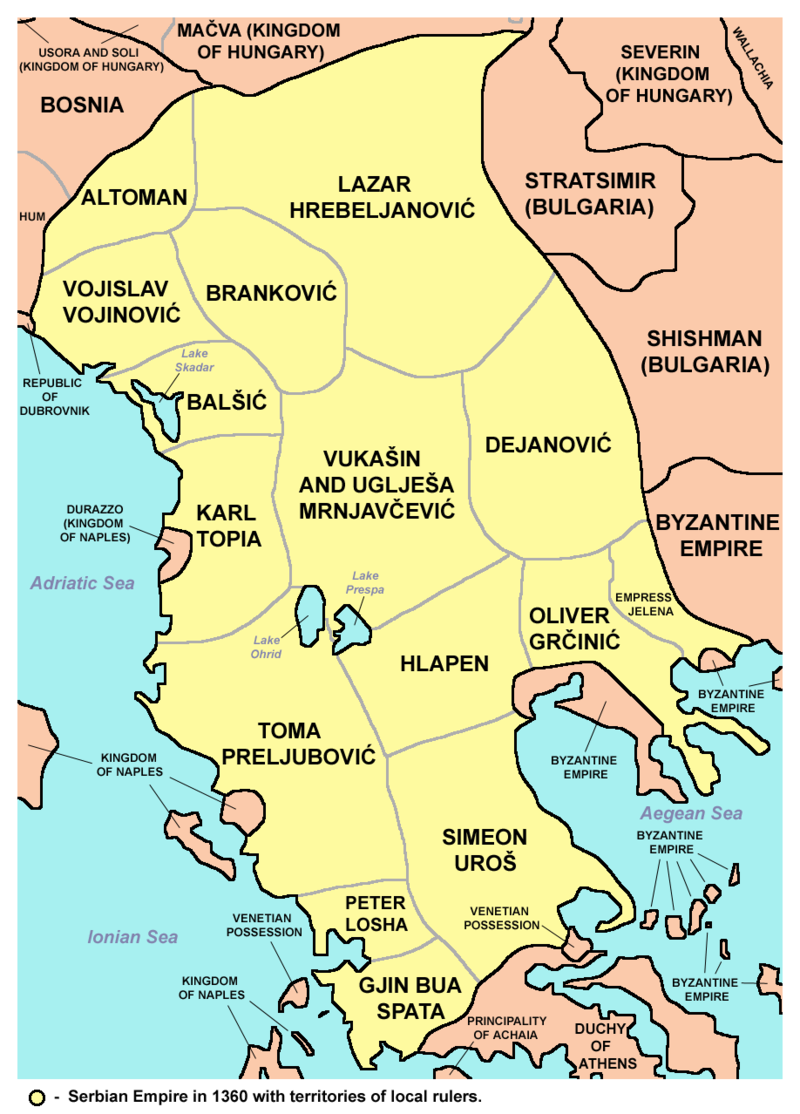 MAČVA (KINGDOM
OF HUNGARY)
USORA AND SOLI
(KINGDOM OF HUNGARY)
BOSNIA
SEVERIN
(KINGDOM
OF HUNGARY)
WALLACHIA
ALTOMAN
LAZAR
HREBELJANOVIĆ
STRATSIMIR
(BULGARIA)
HUM
VOJISLAV
VOJINOVIĆ
BRANKOVIĆ
SHISHMAN
(BULGARIA)
Lake
Skadar
REPUBLIC
OF
DUBROVNIK
BALŠIĆ
DEJANOVIĆ
VUKAŠIN
AND UGLJEŠA
MRNJAVČEVIĆ
DURAZZO
(KINGDOM
OF NAPLES)
KARL
TOPIA
BYZANTINE
EMPIRE
Adriatic Sea
Lake
Prespa
EMPRESS
JELENA
OLIVER
GRČINIĆ
Lake
Ohrid
HLAPEN
BYZANTINE
EMPIRE
TOMA
PRELJUBOVIĆ
KINGDOM
OF NAPLES
BYZANTINE
EMPIRE
Aegean Sea
SIMEON
UROŠ
BYZANTINE
EMPIRE
PETER
LOSHA
VENETIAN
POSSESSION
VENETIAN
POSSESSION
Ionian Sea
KINGDOM
OF NAPLES
GJIN BUA
SPATA
BYZANTINE
EMPIRE
PRINCIPALITY
OF ACHAIA
DUCHY
OF
ATHENS
- Serbian Empire in 1360 with territories of local rulers.